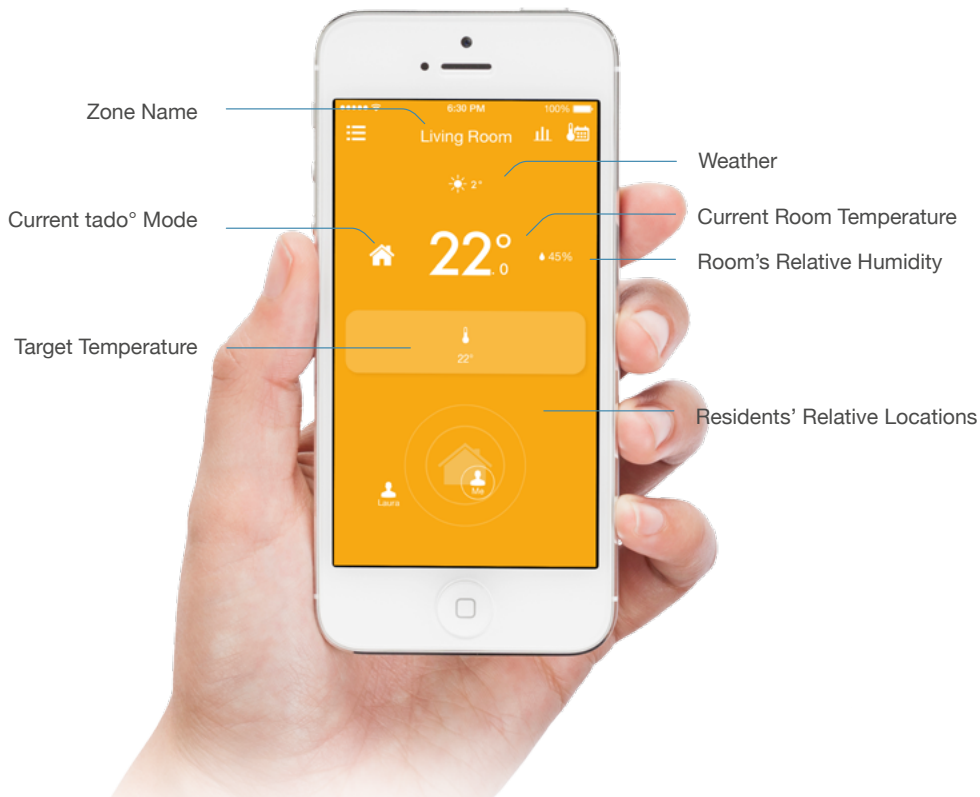 6:30 PM
100%
Zone Name
Living Room
Weather
2°
Current tado° Mode
22.0°
45%
Current Room Temperature
Room's Relative Humidity
Target Temperature
22°
Residents' Relative Locations
Me
Laura